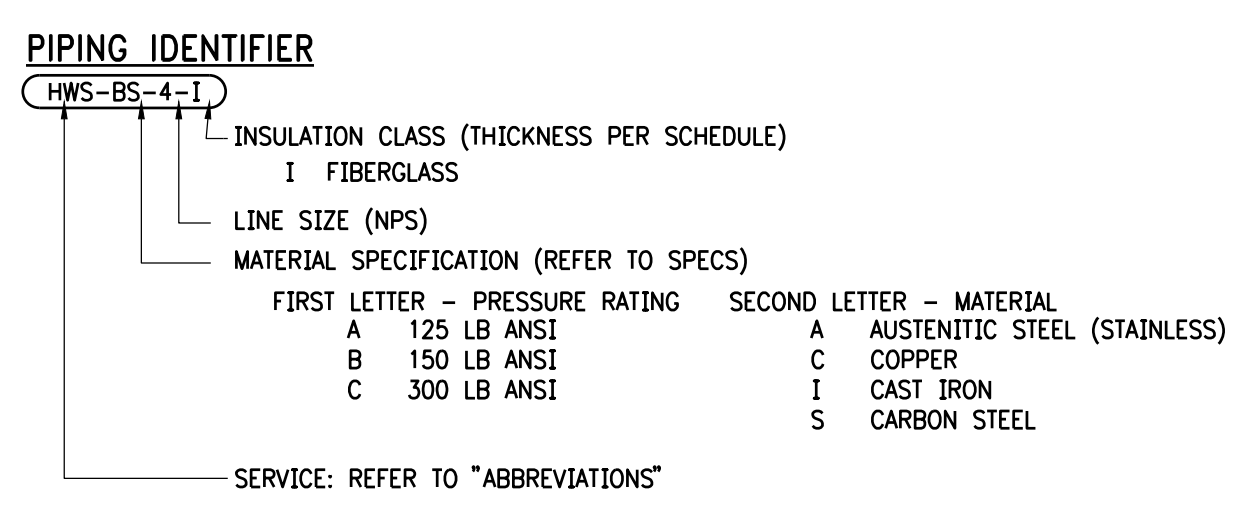 PIPING IDENTIFIER
HWS-BS-4-I
INSULATION CLASS (THICKNESS PER SCHEDULE)
I FIBERGLASS
LINE SIZE (NPS)
MATERIAL SPECIFICATION (REFER TO SPECS)
FIRST LETTER - PRESSURE RATING SECOND LETTER - MATERIAL
A 125 LB ANSI A AUSTENITIC STEEL (STAINLESS)
B 150 LB ANSI C COPPER
C 300 LB ANSI I CAST IRON
S CARBON STEEL
SERVICE: REFER TO "ABBREVIATIONS"